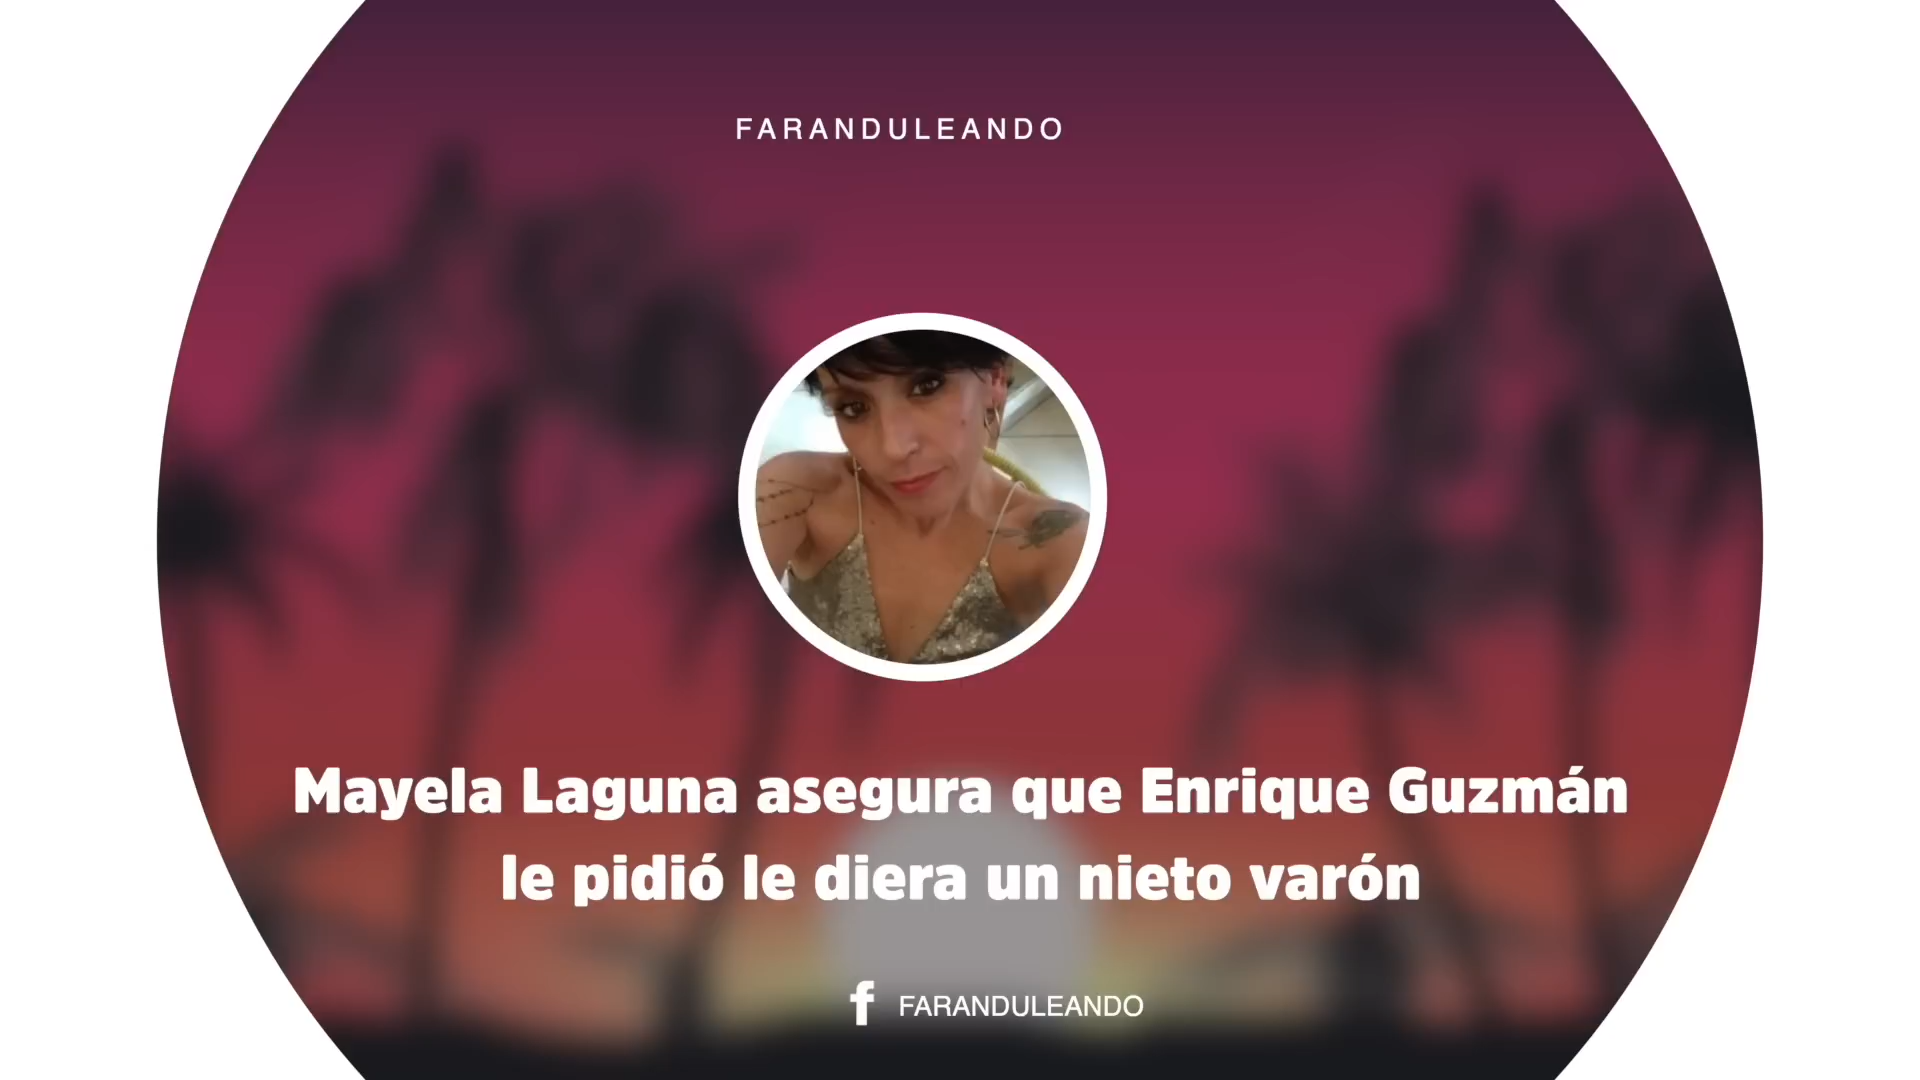 FARANDULEANDO
Mayela Laguna asegura que Enrique Guzmán
le pidió le diera un nieto varón
f FARANDULEANDO